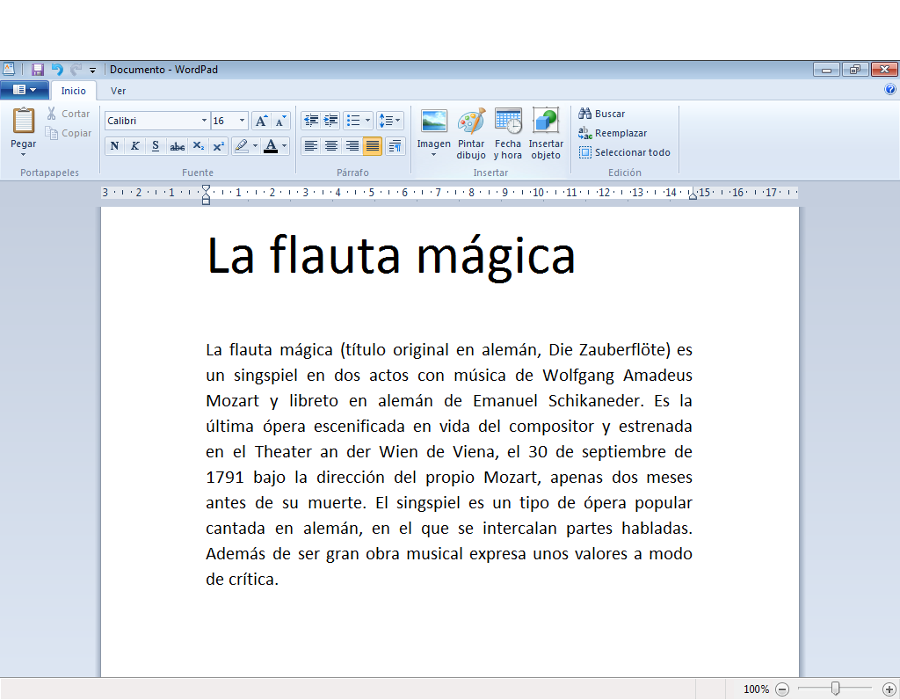 Documento - WordPad
Inicio Ver
Pegar
Cortar
Copiar
Portapapeles
Calibri 16 A A
N K S abc X₂ X² A
Fuente
Párrafo
Imagen
Pintar dibujo
Fecha y hora
Insertar objeto
Insertar
Buscar
Reemplazar
Seleccionar todo
Edición
3 2 1 1 2 3 4 5 6 7 8 9 10 11 12 13 14 15 16 17
La flauta mágica
La flauta mágica (título original en alemán, Die Zauberflöte) es
un singspiel en dos actos con música de Wolfgang Amadeus
Mozart y libreto en alemán de Emanuel Schikaneder. Es la
última ópera escenificada en vida del compositor y estrenada
en el Theater an der Wien de Viena, el 30 de septiembre de
1791 bajo la dirección del propio Mozart, apenas dos meses
antes de su muerte. El singspiel es un tipo de ópera popular
cantada en alemán, en el que se intercalan partes habladas.
Además de ser gran obra musical expresa unos valores a modo
de crítica.
100%